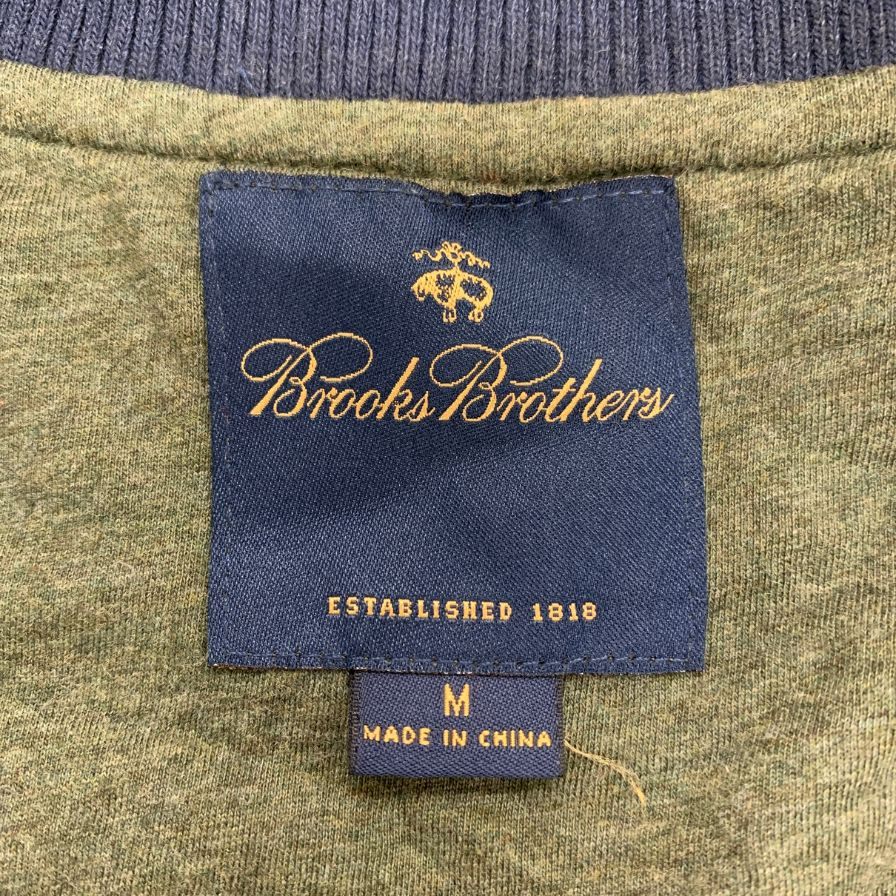 Brooks Brothers
ESTABLISHED 1818
M
MADE IN CHINA